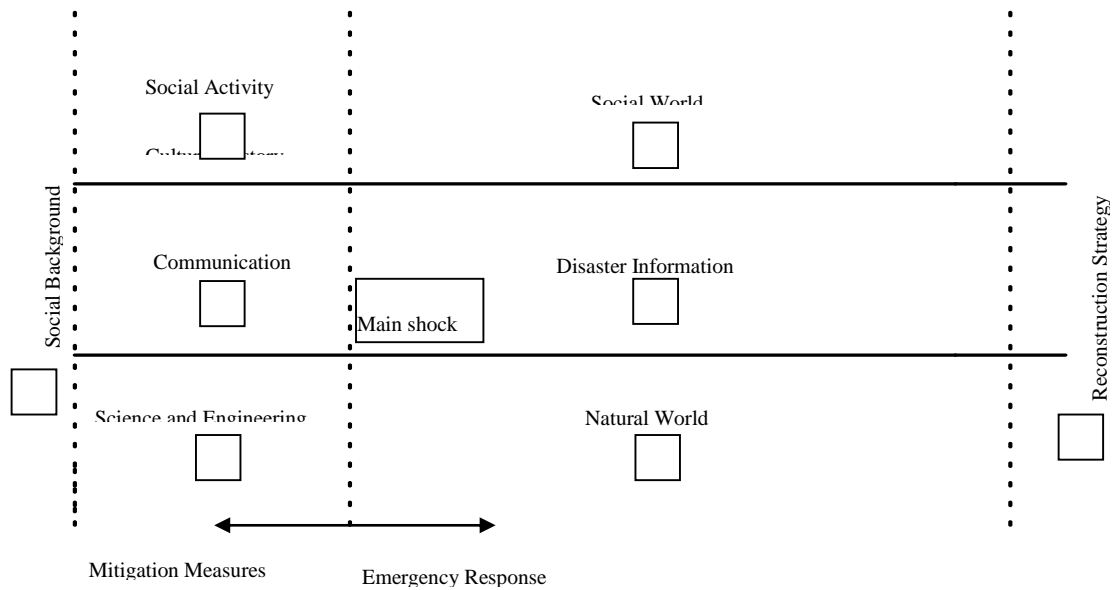 Social Activity
Social World
Social Background
Communication
Disaster Information
Main shock
Reconstruction Strategy
Science and Engineering
Natural World
Mitigation Measures
Emergency Response